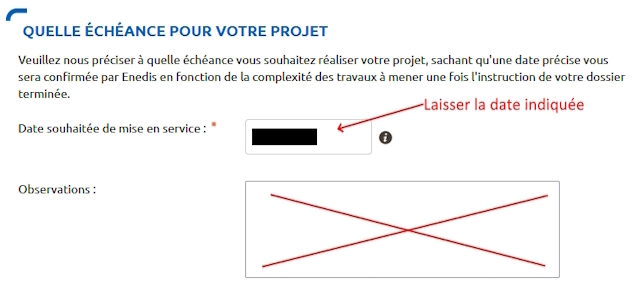 QUELLE ÉCHÉANCE POUR VOTRE PROJET
Veuillez nous préciser à quelle échéance vous souhaitez réaliser votre projet, sachant qu'une date précise vous
sera confirmée par Enedis en fonction de la complexité des travaux à mener une fois l'instruction de votre dossier
terminée.
Laisser la date indiquée
Date souhaitée de mise en service : *
i
Observations :